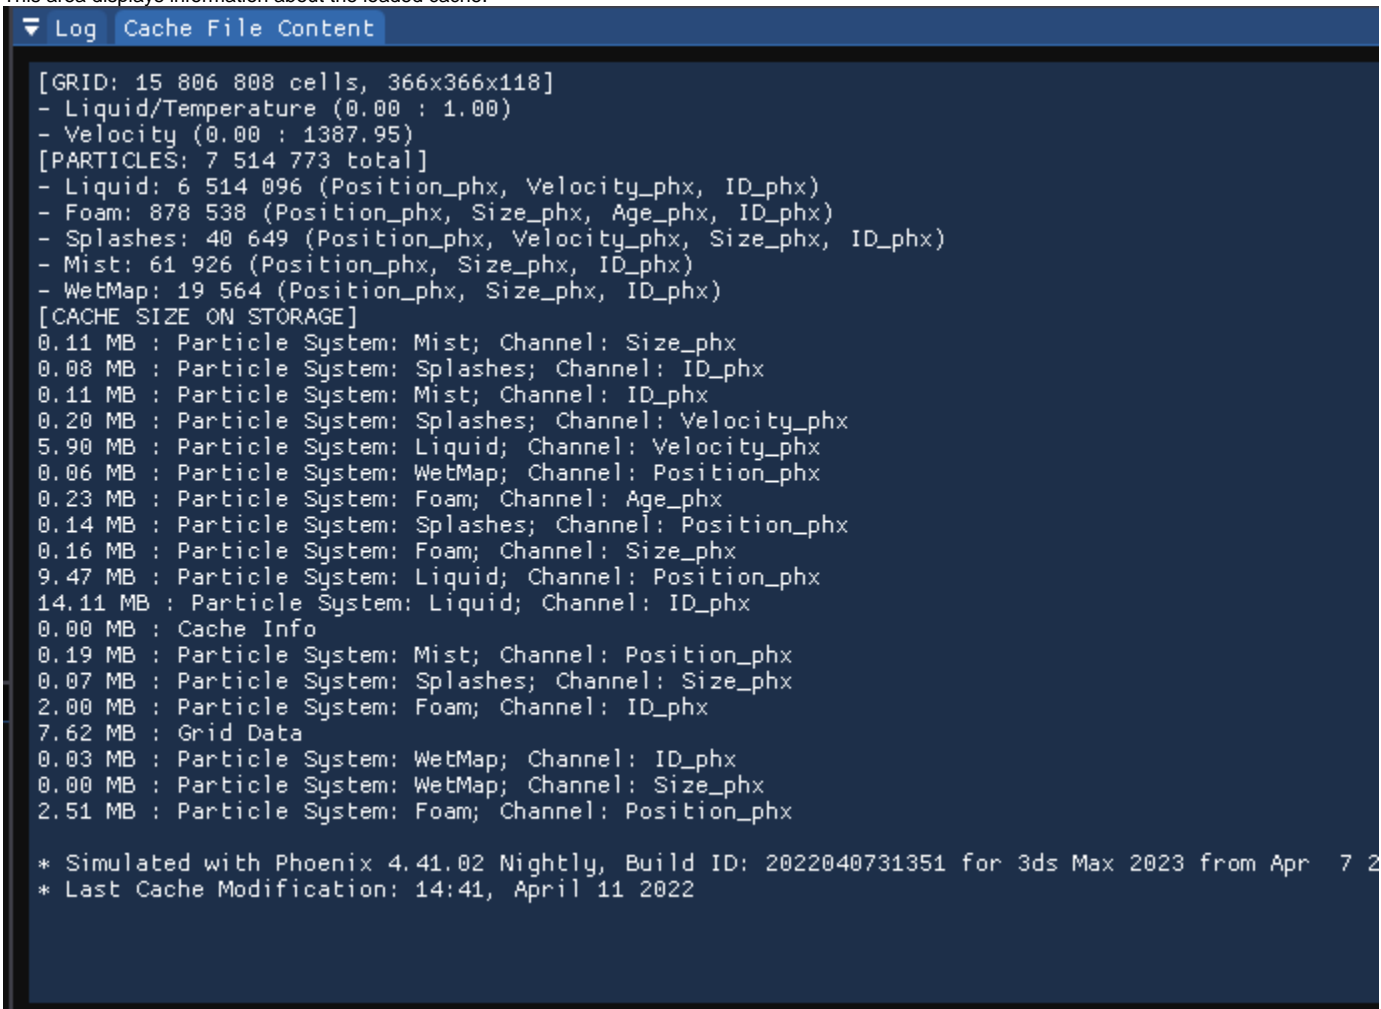 This area displays information about the loaded cache.
Log Cache File Content
[GRID: 15 806 808 cells, 366x366x118]
- Liquid/Temperature (0.00 : 1.00)
- Velocity (0.00 : 1387.95)
[PARTICLES: 7 514 773 total]
- Liquid: 6 514 096 (Position_phx, Velocity_phx, ID_phx)
- Foam: 878 538 (Position_phx, Size_phx, Age_phx, ID_phx)
- Splashes: 40 649 (Position_phx, Velocity_phx, Size_phx, ID_phx)
- Mist: 61 926 (Position_phx, Size_phx, ID_phx)
- WetMap: 19 564 (Position_phx, Size_phx, ID_phx)
[CACHE SIZE ON STORAGE]
0.11 MB : Particle System: Mist; Channel: Size_phx
0.08 MB : Particle System: Splashes; Channel: ID_phx
0.11 MB : Particle System: Mist; Channel: ID_phx
0.20 MB : Particle System: Splashes; Channel: Velocity_phx
5.90 MB : Particle System: Liquid; Channel: Velocity_phx
0.06 MB : Particle System: WetMap; Channel: Position_phx
0.23 MB : Particle System: Foam; Channel: Age_phx
0.14 MB : Particle System: Splashes; Channel: Position_phx
0.16 MB : Particle System: Foam; Channel: Size_phx
9.47 MB : Particle System: Liquid; Channel: Position_phx
14.11 MB : Particle System: Liquid; Channel: ID_phx
0.00 MB : Cache Info
0.19 MB : Particle System: Mist; Channel: Position_phx
0.07 MB : Particle System: Splashes; Channel: Size_phx
2.00 MB : Particle System: Foam; Channel: ID_phx
7.62 MB : Grid Data
0.03 MB : Particle System: WetMap; Channel: ID_phx
0.00 MB : Particle System: WetMap; Channel: Size_phx
2.51 MB : Particle System: Foam; Channel: Position_phx
* Simulated with Phoenix 4.41.02 Nightly, Build ID: 2022040731351 for 3ds Max 2023 from Apr 7 2
* Last Cache Modification: 14:41, April 11 2022